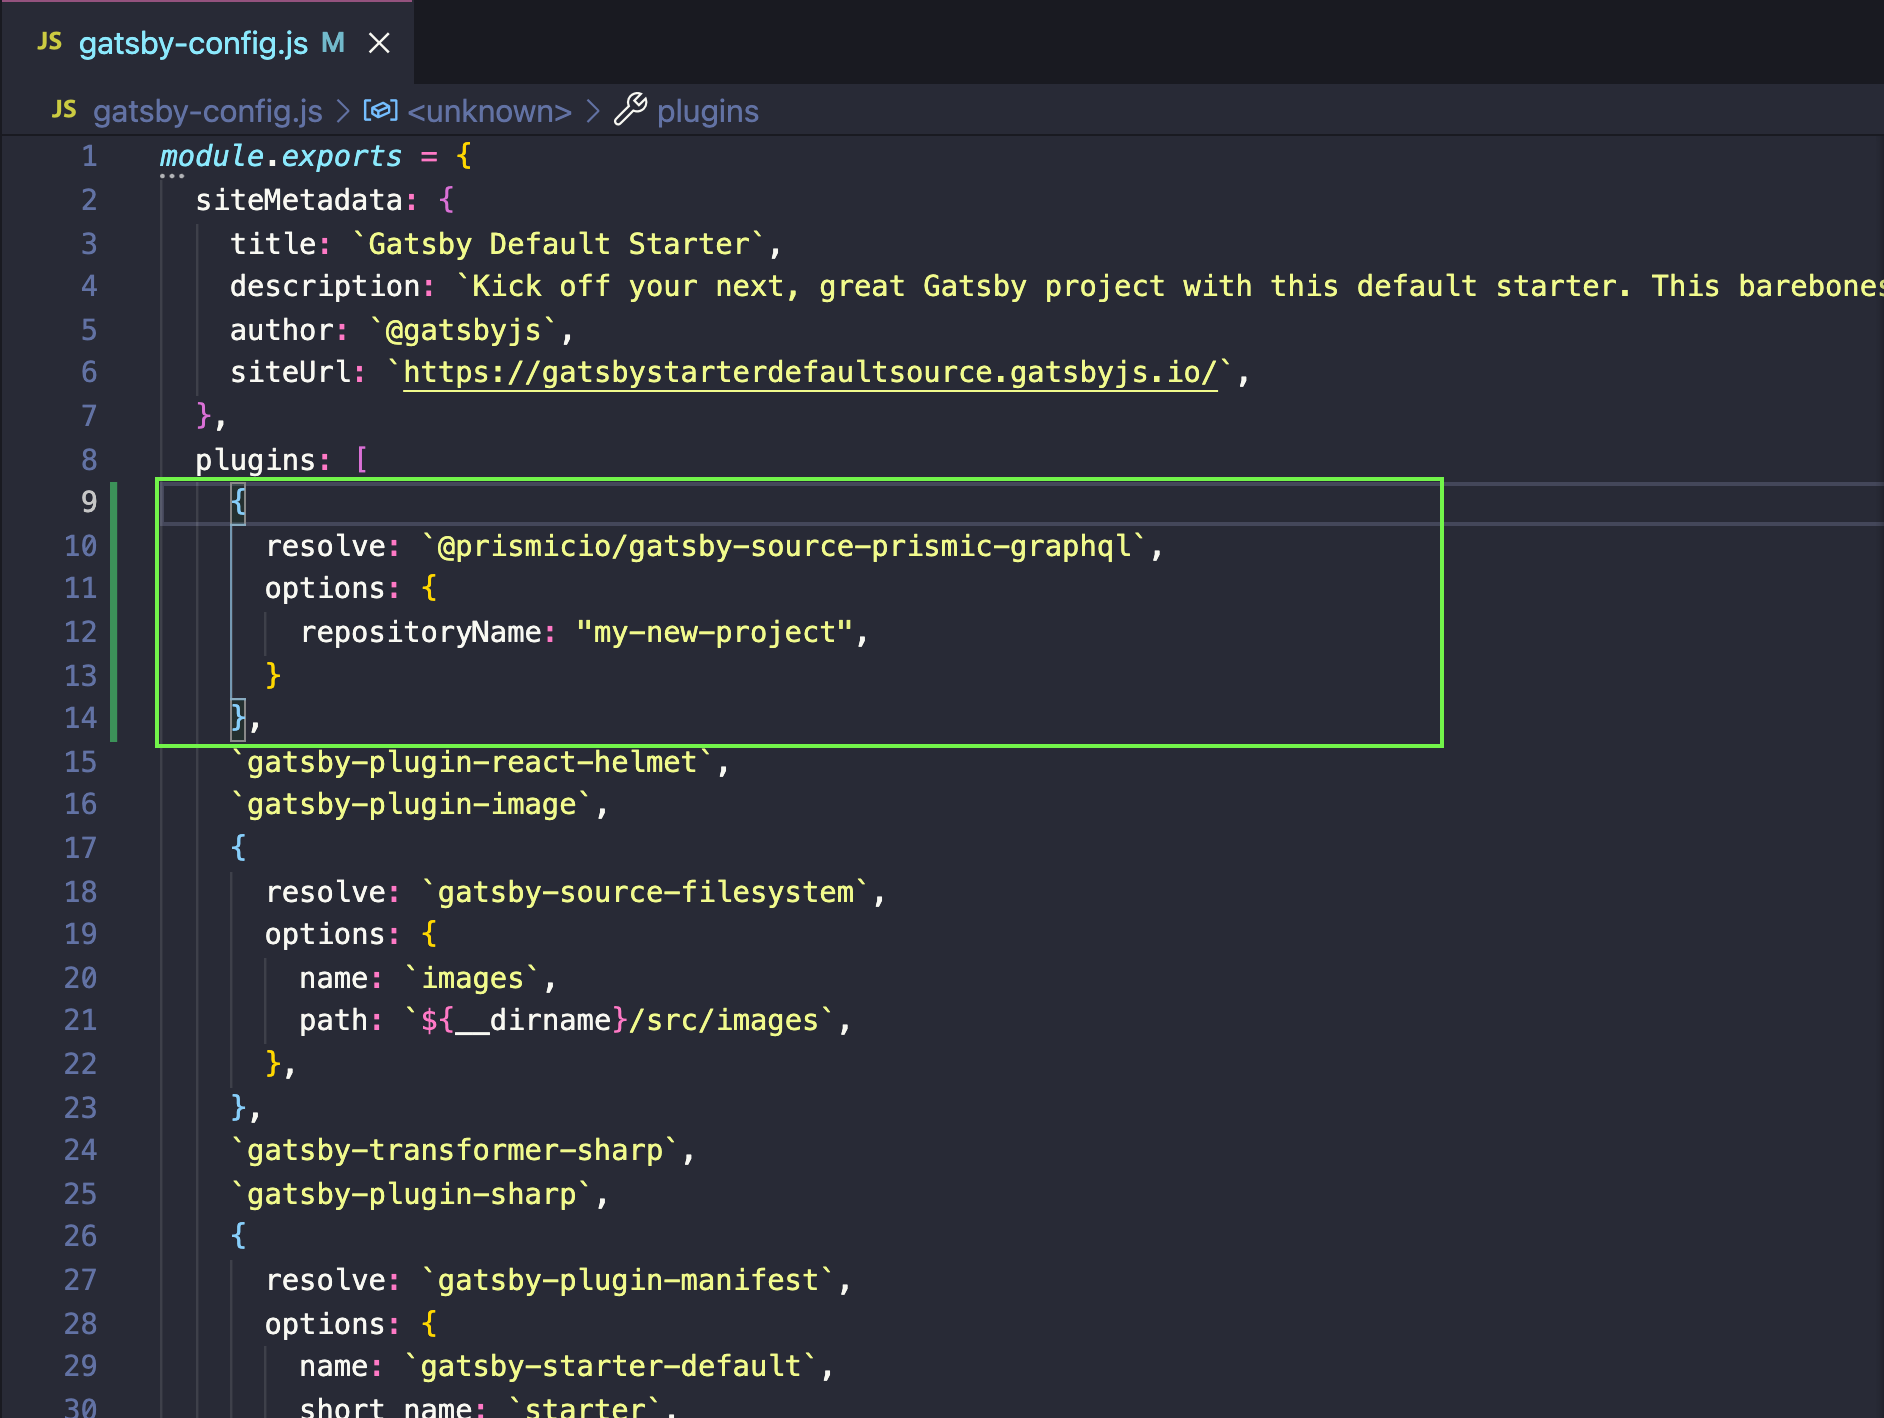 JS gatsby-config.js M
JS gatsby-config.js > <unknown> > plugins
1 module.exports = {
2 siteMetadata: {
3 title: `Gatsby Default Starter`,
4 description: `Kick off your next, great Gatsby project with this default starter. This barebones
5 author: `@gatsbyjs`,
6 siteUrl: `https://gatsbystarterdefaultsource.gatsbyjs.io/`,
7 },
8 plugins: [
9 {
10 resolve: `@prismicio/gatsby-source-prismic-graphql`,
11 options: {
12 repositoryName: "my-new-project",
13 }
14 },
15 `gatsby-plugin-react-helmet`,
16 `gatsby-plugin-image`,
17 {
18 resolve: `gatsby-source-filesystem`,
19 options: {
20 name: `images`,
21 path: `${__dirname}/src/images`,
22 },
23 },
24 `gatsby-transformer-sharp`,
25 `gatsby-plugin-sharp`,
26 {
27 resolve: `gatsby-plugin-manifest`,
28 options: {
29 name: `gatsby-starter-default`,
30 short_name: `starter`,